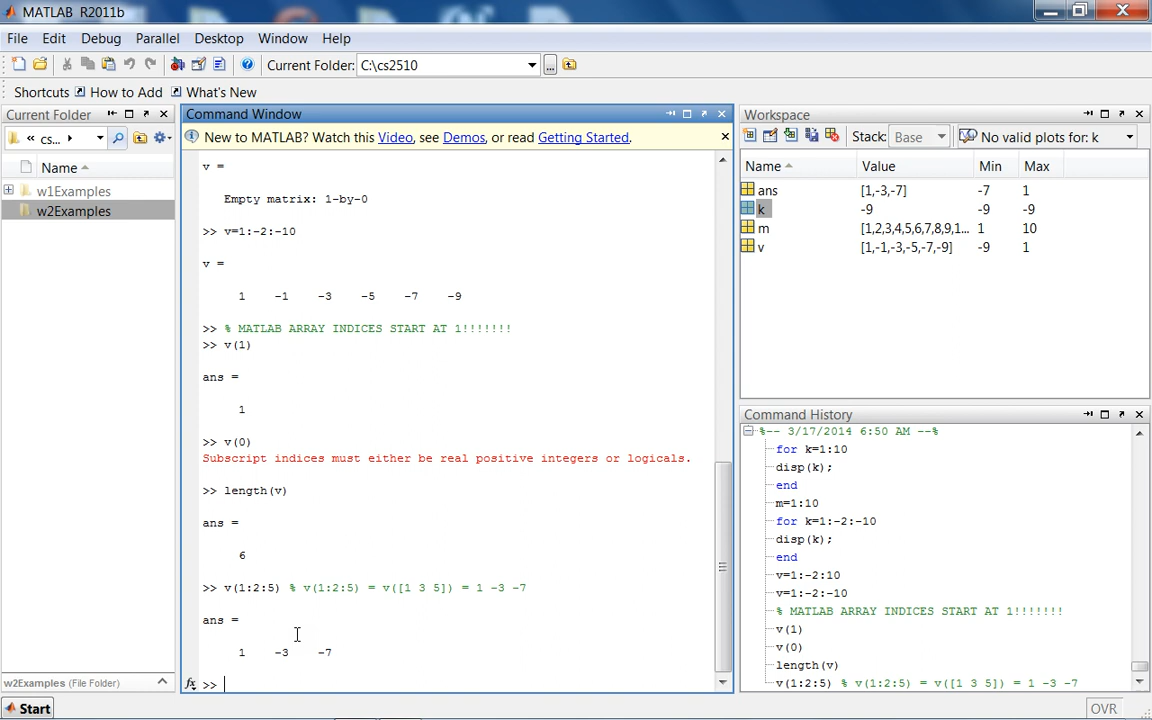 MATLAB R2011b
File Edit Debug Parallel Desktop Window Help
Current Folder: C:\cs2510 ...
Shortcuts How to Add What's New
Current Folder
« cs...
Name
w1Examples
w2Examples
w2Examples (File Folder)
Command Window
New to MATLAB? Watch this Video, see Demos, or read Getting Started.
v =
Empty matrix: 1-by-0
>> v=1:-2:-10
v =
1 -1 -3 -5 -7 -9
>> % MATLAB ARRAY INDICES START AT 1!!!!!!!
>> v(1)
ans =
1
>> v(0)
Subscript indices must either be real positive integers or logicals.
>> length(v)
ans =
6
>> v(1:2:5) % v(1:2:5) = v([1 3 5]) = 1 -3 -7
ans =
1 -3 -7
fx >>
Workspace
Stack: Base No valid plots for: k
Name Value Min Max
ans [1,-3,-7] -7 1
k -9 -9 -9
m [1,2,3,4,5,6,7,8,9,1... 1 10
v [1,-1,-3,-5,-7,-9] -9 1
Command History
%-- 3/17/2014 6:50 AM --%
for k=1:10
disp(k);
end
m=1:10
for k=1:-2:-10
disp(k);
end
v=1:-2:10
v=1:-2:-10
% MATLAB ARRAY INDICES START AT 1!!!!!!!
v(1)
v(0)
length(v)
v(1:2:5) % v(1:2:5) = v([1 3 5]) = 1 -3 -7
Start
OVR